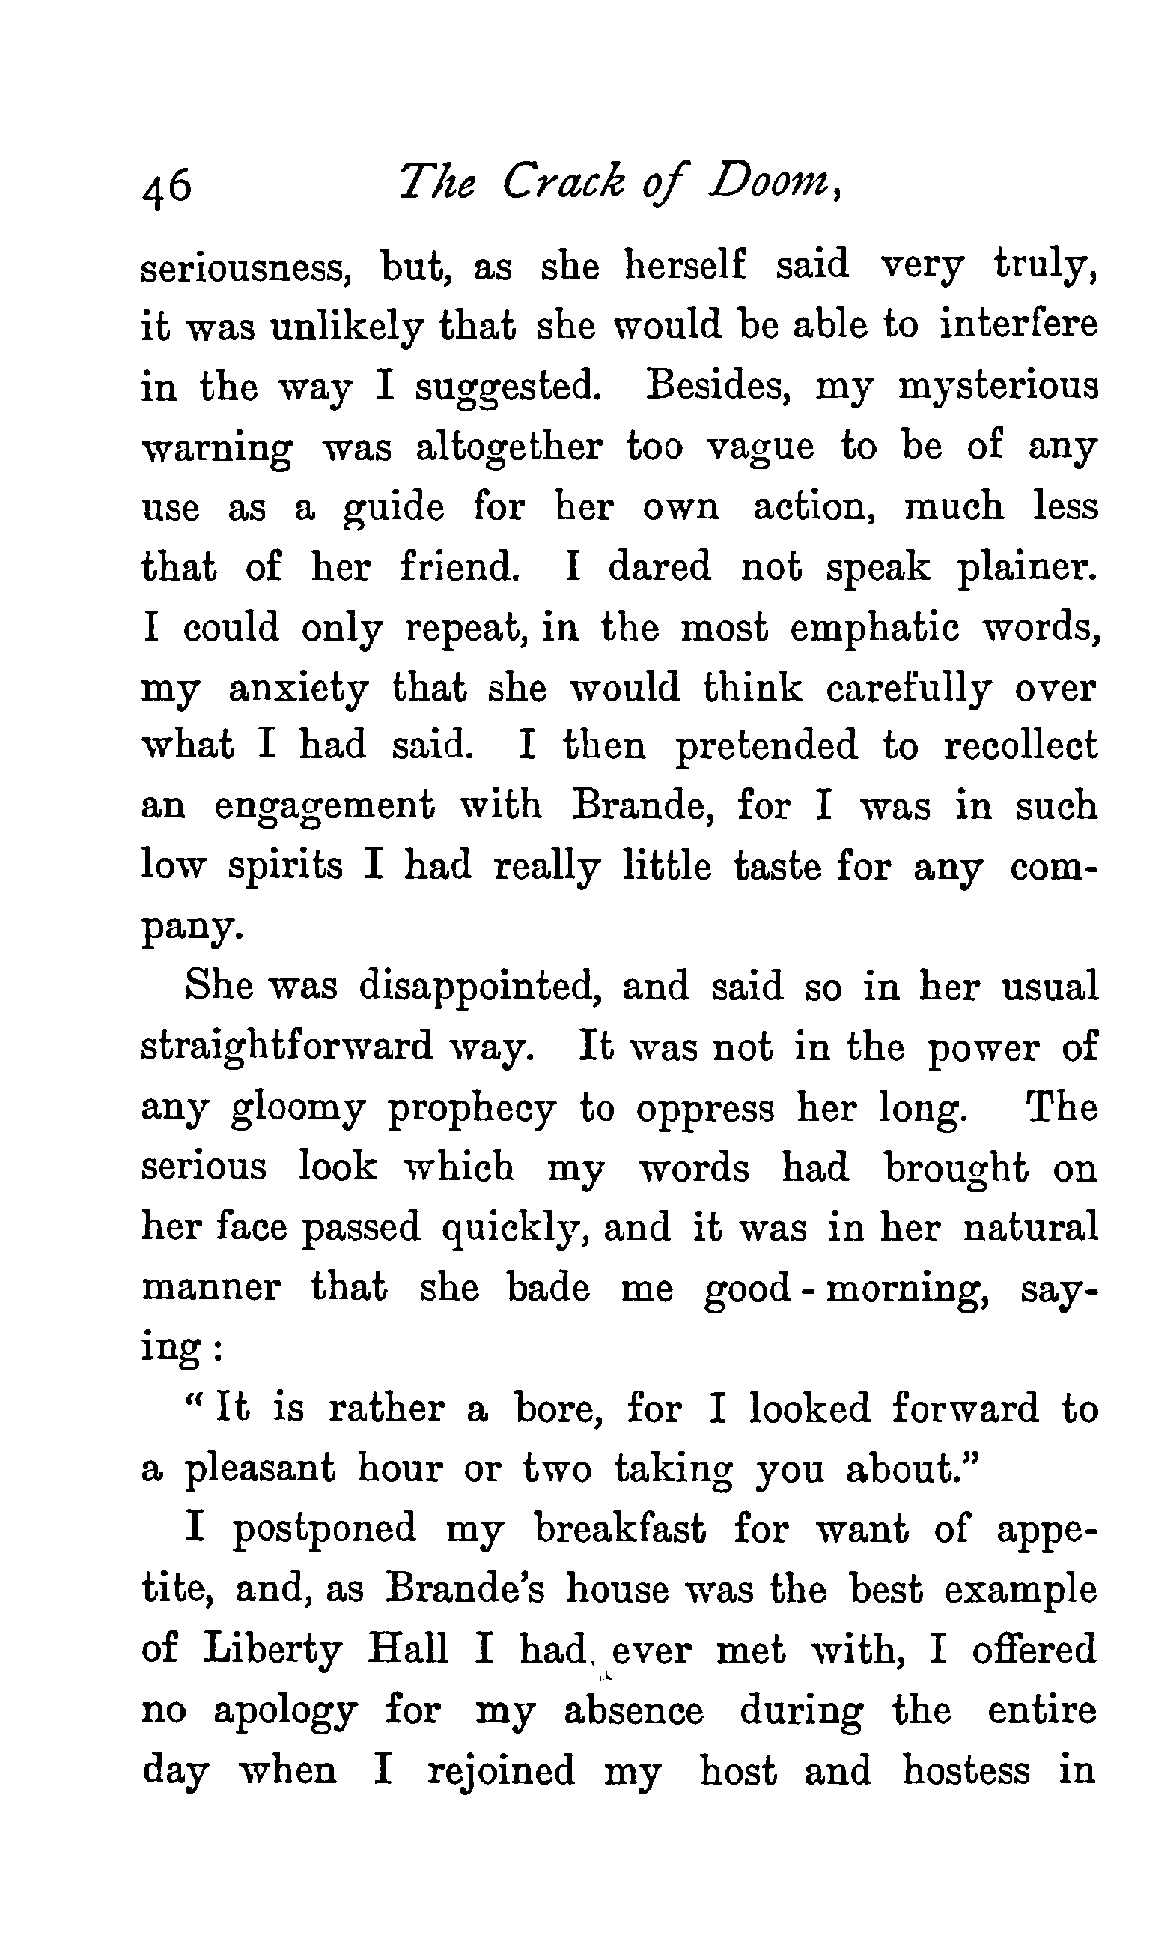 46 The Crack of Doom,
seriousness, but, as she herself said very truly,
it was unlikely that she would be able to interfere
in the way I suggested. Besides, my mysterious
warning was altogether too vague to be of any
use as a guide for her own action, much less
that of her friend. I dared not speak plainer.
I could only repeat, in the most emphatic words,
my anxiety that she would think carefully over
what I had said. I then pretended to recollect
an engagement with Brande, for I was in such
low spirits I had really little taste for any com-
pany.
She was disappointed, and said so in her usual
straightforward way. It was not in the power of
any gloomy prophecy to oppress her long. The
serious look which my words had brought on
her face passed quickly, and it was in her natural
manner that she bade me good-morning, say-
ing:
"It is rather a bore, for I looked forward to
a pleasant hour or two taking you about."
I postponed my breakfast for want of appe-
tite, and, as Brande's house was the best example
of Liberty Hall I had ever met with, I offered
no apology for my absence during the entire
day when I rejoined my host and hostess in